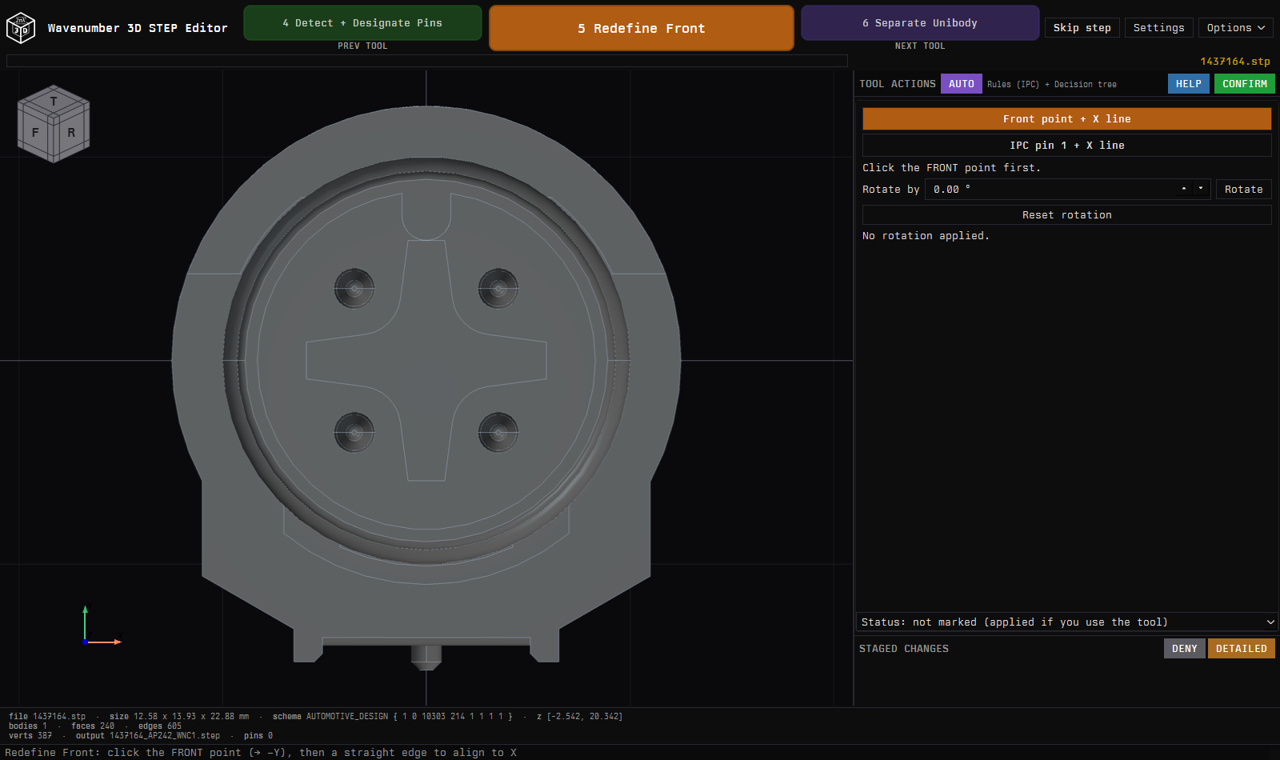 Wavenumber 3D STEP Editor
4 Detect + Designate Pins
PREV TOOL
5 Redefine Front
6 Separate Unibody
NEXT TOOL
Skip step
Settings
Options
1437164.stp
TOOL ACTIONS
AUTO
Rules (IPC) + Decision tree
HELP
CONFIRM
Front point + X line
IPC pin 1 + X line
Click the FRONT point first.
Rotate by
0.00 °
Rotate
Reset rotation
No rotation applied.
T
F
R
Status: not marked (applied if you use the tool)
STAGED CHANGES
DENY
DETAILED
file 1437164.stp · size 12.58 x 13.93 x 22.88 mm · schema AUTOMOTIVE_DESIGN { 1 0 10303 214 1 1 1 1 } · z [-2.542, 20.342]
bodies 1 · faces 240 · edges 605
verts 387 · output 1437164_AP242_WNC1.step · pins 0
Redefine Front: click the FRONT point (→ -Y), then a straight edge to align to X